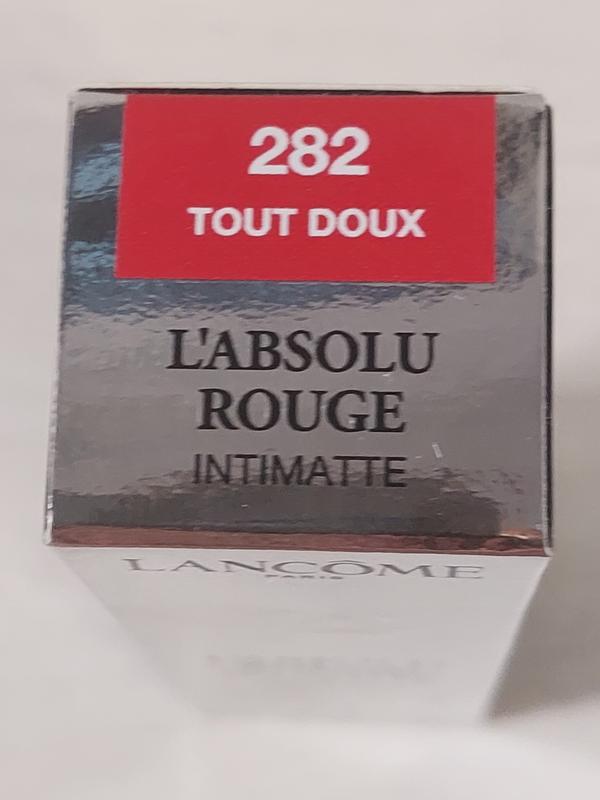 282
TOUT DOUX
L'ABSOLU
ROUGE
INTIMATTE
LANCÔME
PARIS